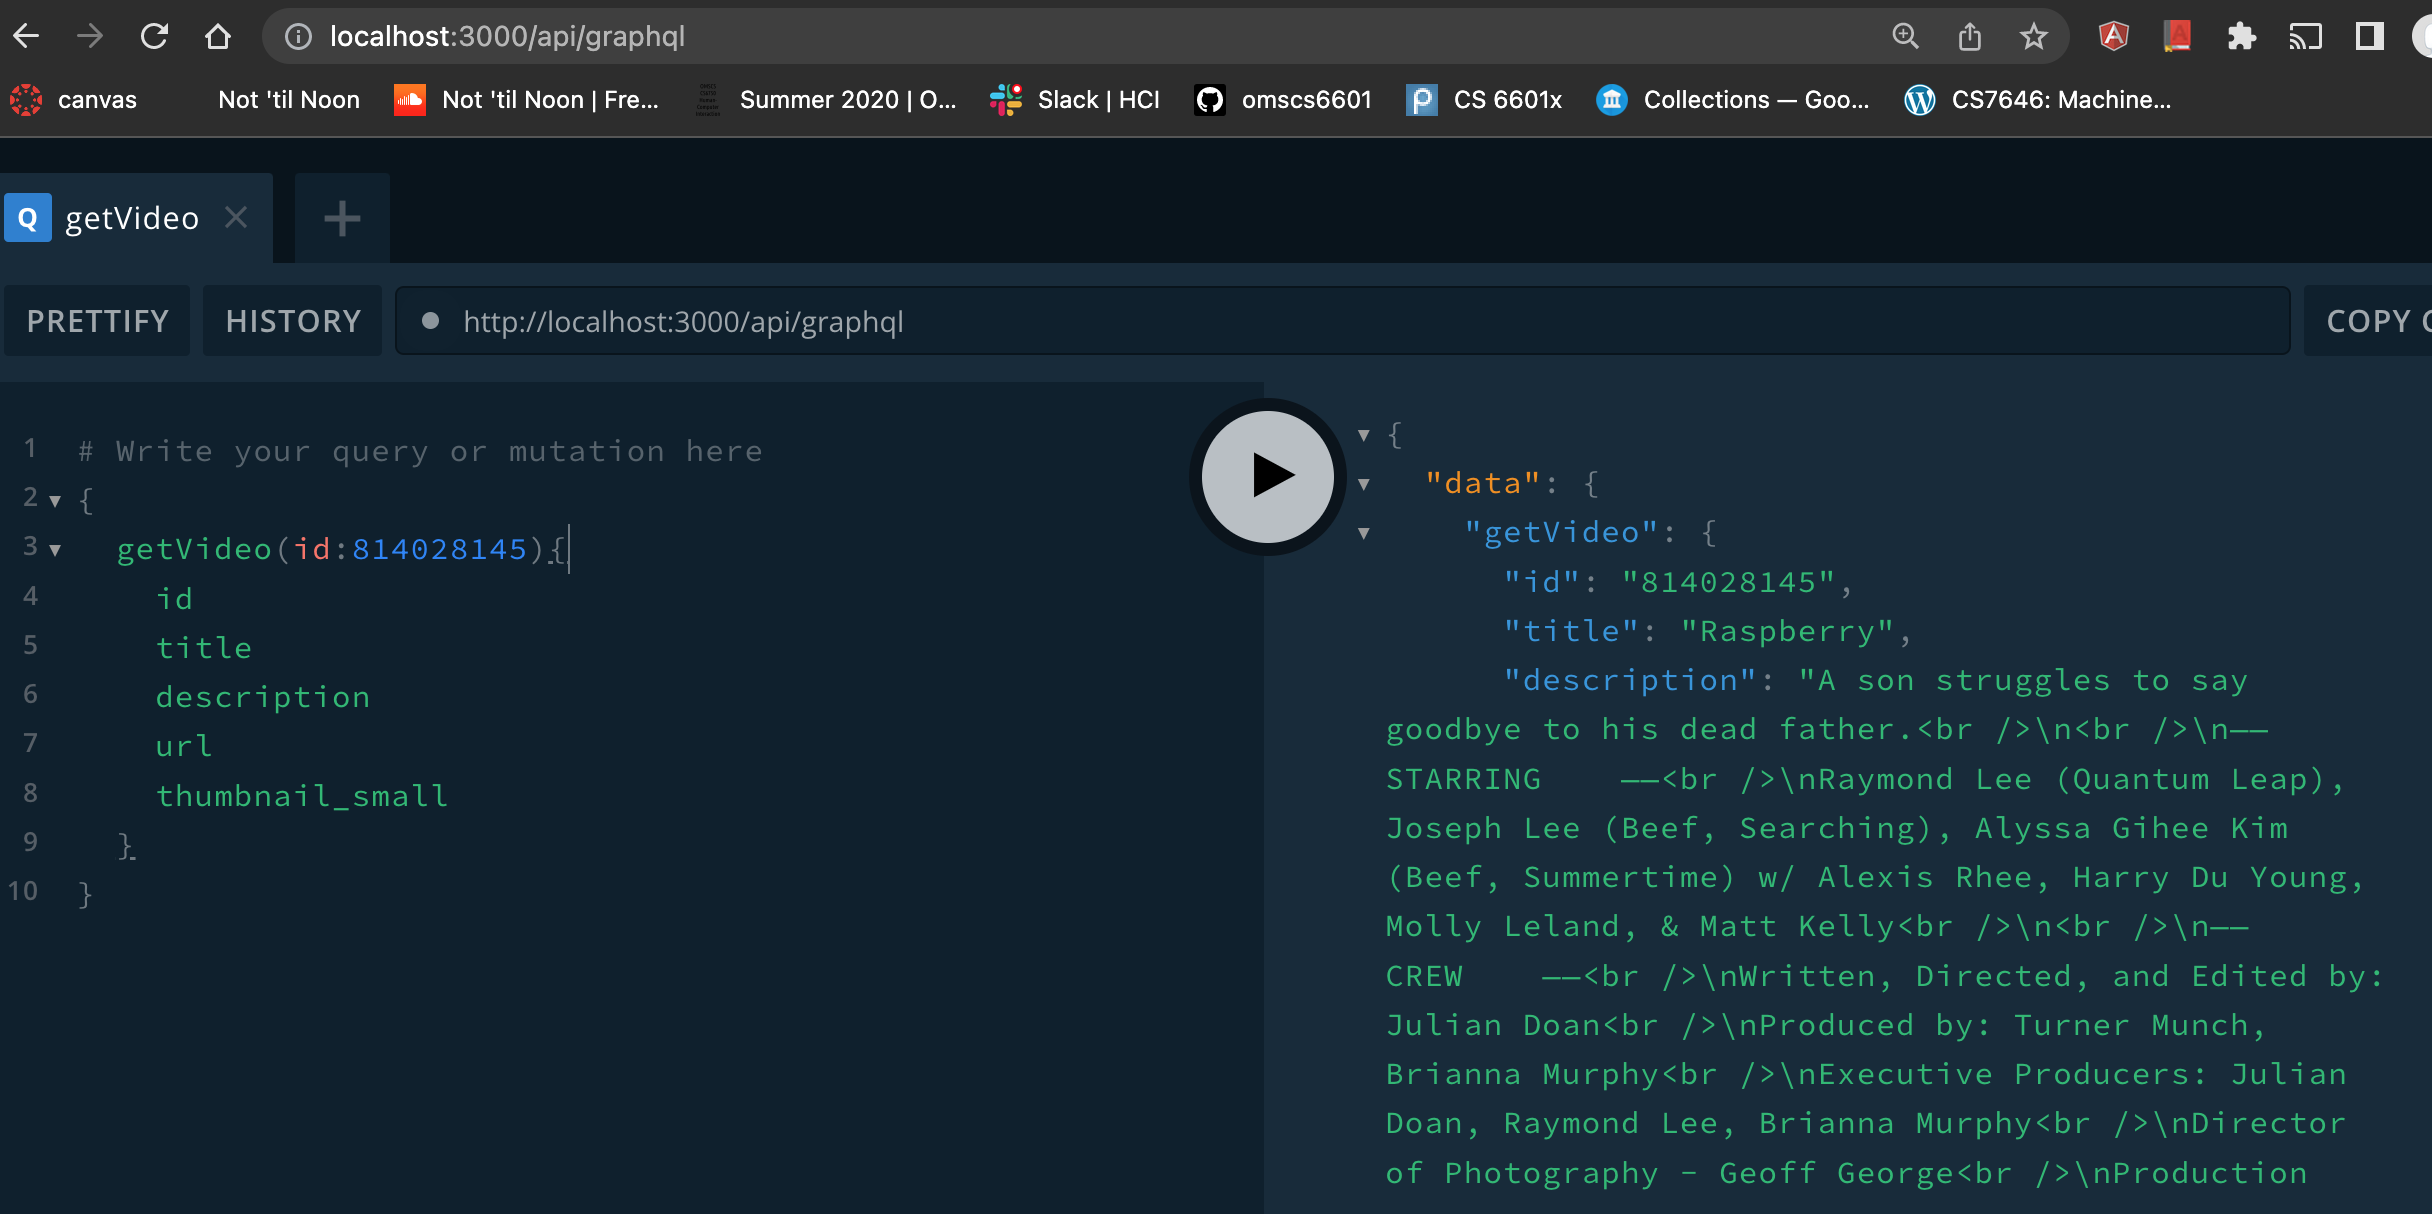 localhost:3000/api/graphql
canvas Not 'til Noon Not 'til Noon | Fre... Summer 2020 | O... Slack | HCI omscs6601 CS 6601x Collections — Goo... CS7646: Machine...
Q getVideo
PRETTIFY HISTORY http://localhost:3000/api/graphql COPY C
1 # Write your query or mutation here
2 {
3 getVideo(id:814028145){
4 id
5 title
6 description
7 url
8 thumbnail_small
9 }
10 }
{
"data": {
"getVideo": {
"id": "814028145",
"title": "Raspberry",
"description": "A son struggles to say
goodbye to his dead father.<br />\n<br />\n——
STARRING    ——<br />\nRaymond Lee (Quantum Leap),
Joseph Lee (Beef, Searching), Alyssa Gihee Kim
(Beef, Summertime) w/ Alexis Rhee, Harry Du Young,
Molly Leland, & Matt Kelly<br />\n<br />\n——
CREW    ——<br />\nWritten, Directed, and Edited by:
Julian Doan<br />\nProduced by: Turner Munch,
Brianna Murphy<br />\nExecutive Producers: Julian
Doan, Raymond Lee, Brianna Murphy<br />\nDirector
of Photography - Geoff George<br />\nProduction